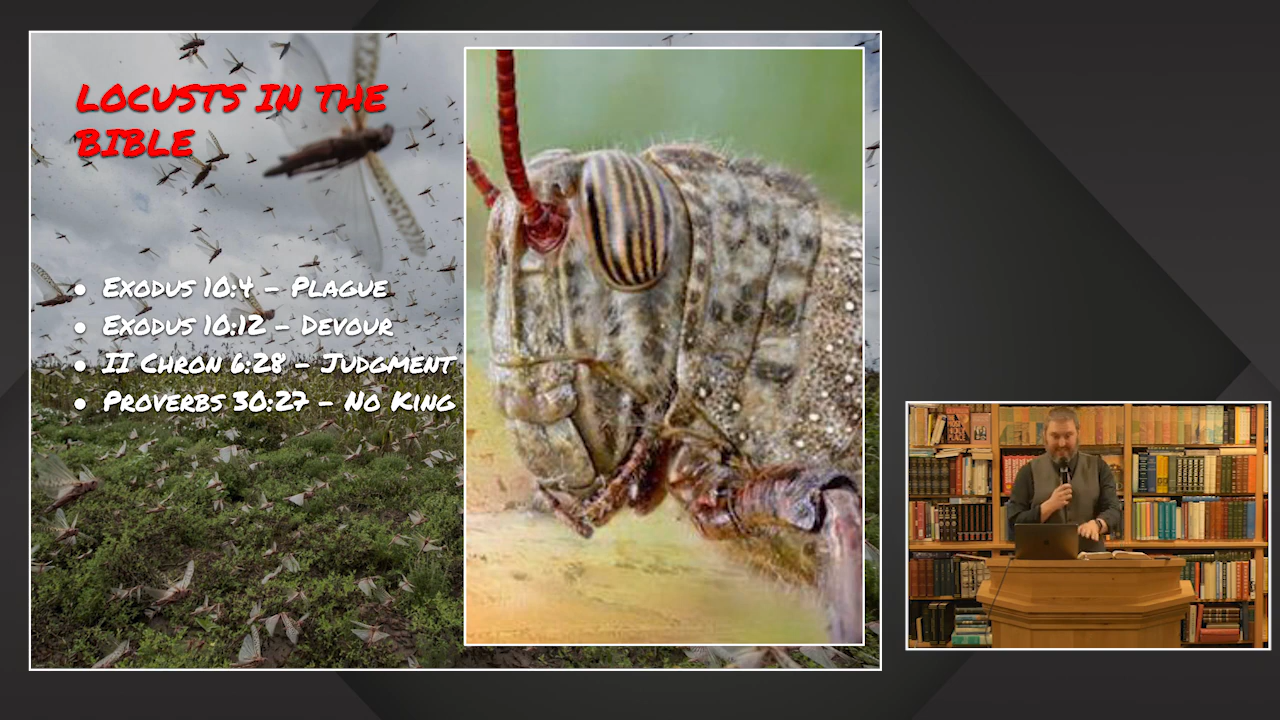 LOCUSTS IN THE
BIBLE
• Exodus 10:4 – Plague
• Exodus 10:12 – Devour
• II Chron 6:28 – Judgment
• Proverbs 30:27 – No King